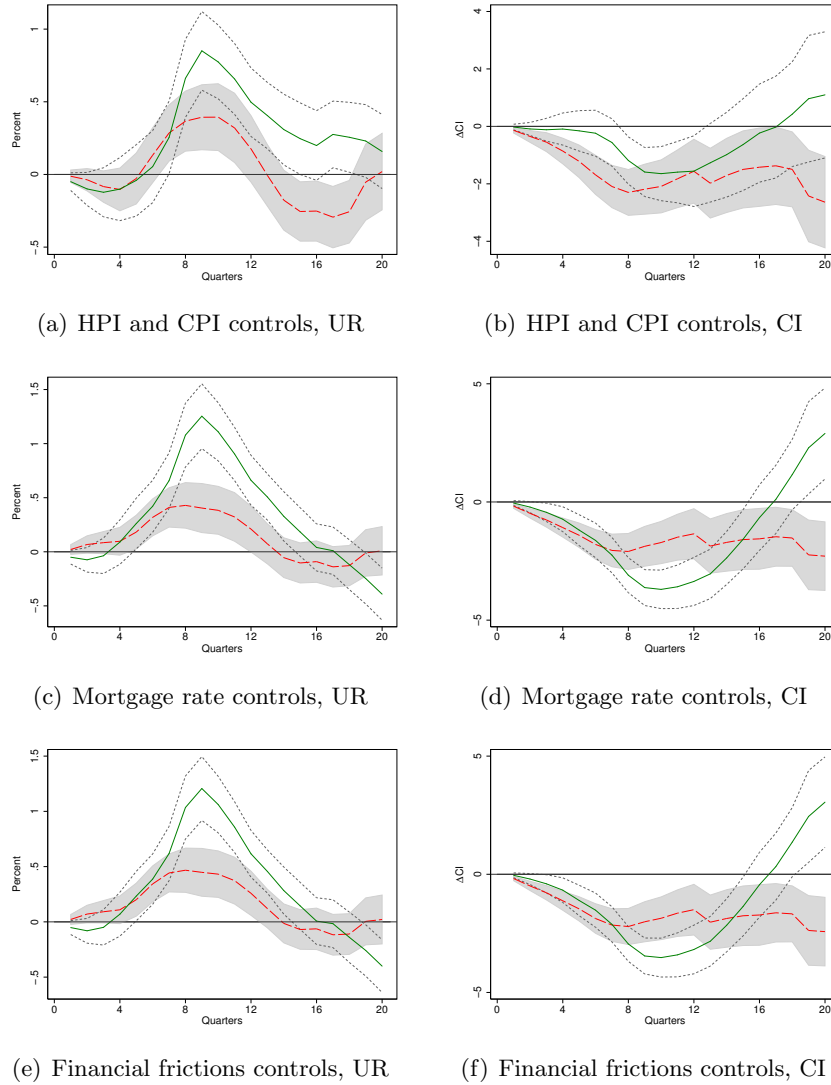 1
.5
0
-.5
Percent
0 4 8 12 16 20
Quarters
4
2
0
-2
-4
ΔCI
0 4 8 12 16 20
Quarters
(a) HPI and CPI controls, UR
(b) HPI and CPI controls, CI
1.5
1
.5
0
-.5
Percent
0 4 8 12 16 20
Quarters
5
0
-5
ΔCI
0 4 8 12 16 20
Quarters
(c) Mortgage rate controls, UR
(d) Mortgage rate controls, CI
1.5
1
.5
0
-.5
Percent
0 4 8 12 16 20
Quarters
5
0
-5
ΔCI
0 4 8 12 16 20
Quarters
(e) Financial frictions controls, UR
(f) Financial frictions controls, CI